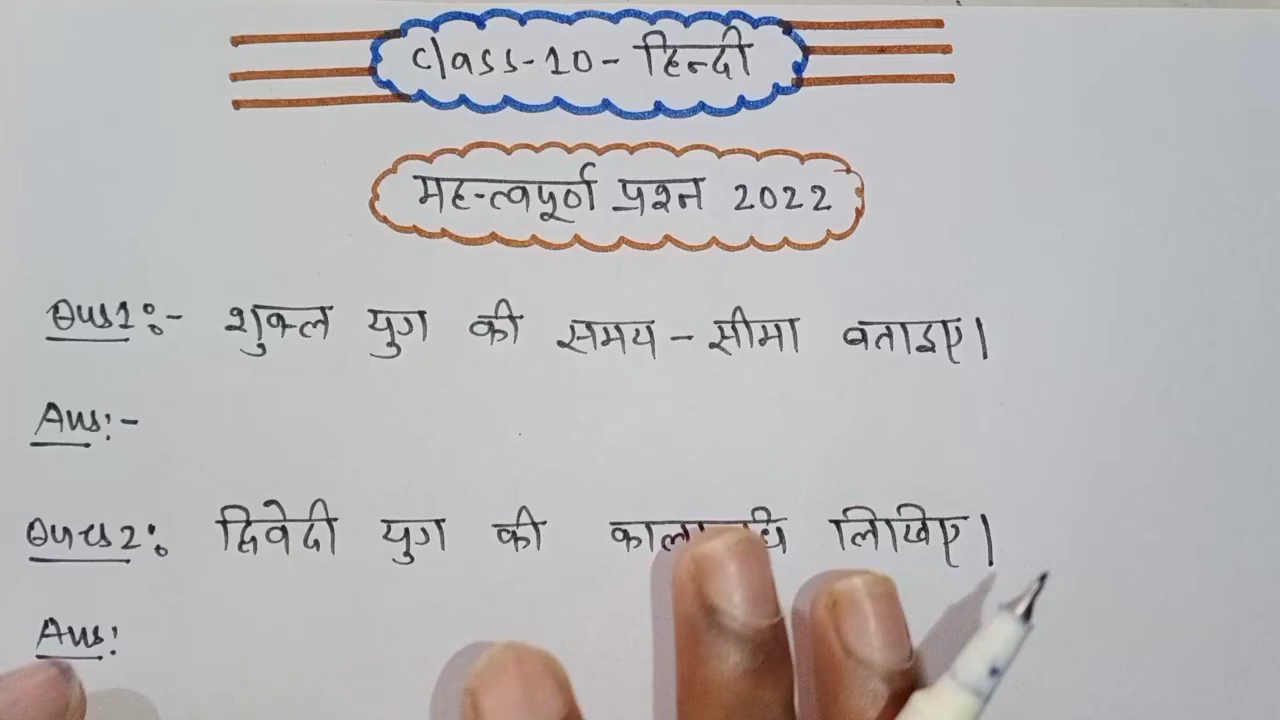 Class-10-हिन्दी
महत्वपूर्ण प्रश्न 2022
Ques1:- शुक्ल युग की समय-सीमा बताइए।
Ans:-
Ques2: द्विवेदी युग की लिखिए।
Ans: